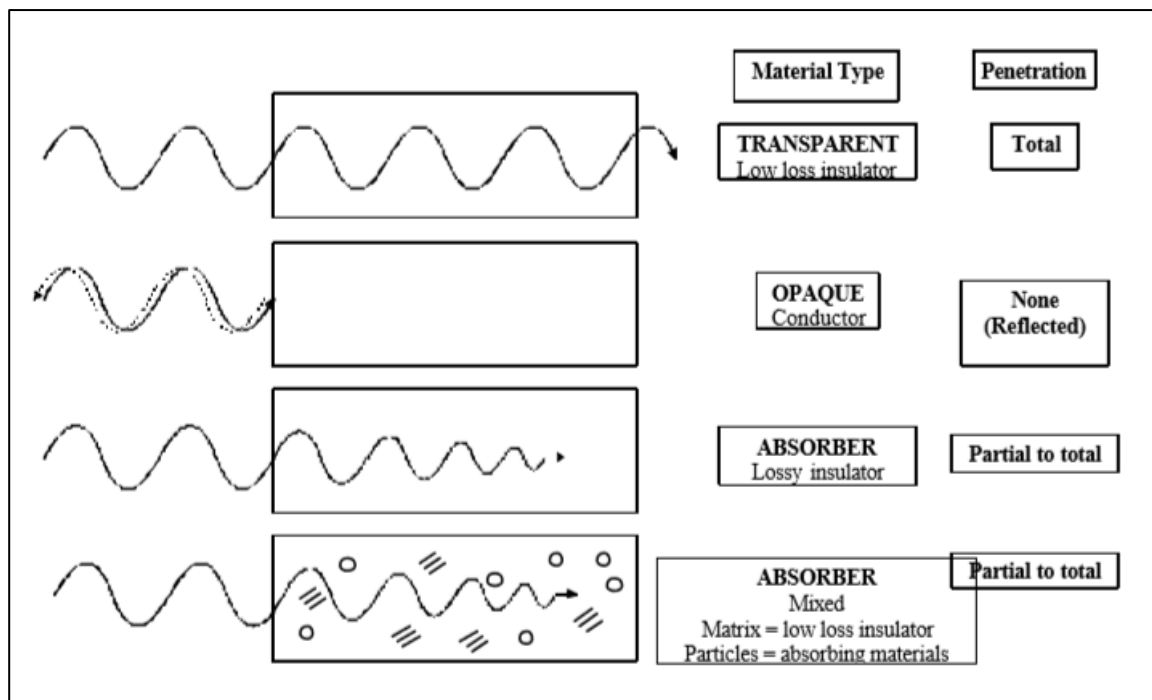 Material Type
Penetration
TRANSPARENT
Low loss insulator
Total
OPAQUE
Conductor
None
(Reflected)
ABSORBER
Lossy insulator
Partial to total
ABSORBER
Mixed
Matrix = low loss insulator
Particles = absorbing materials
Partial to total